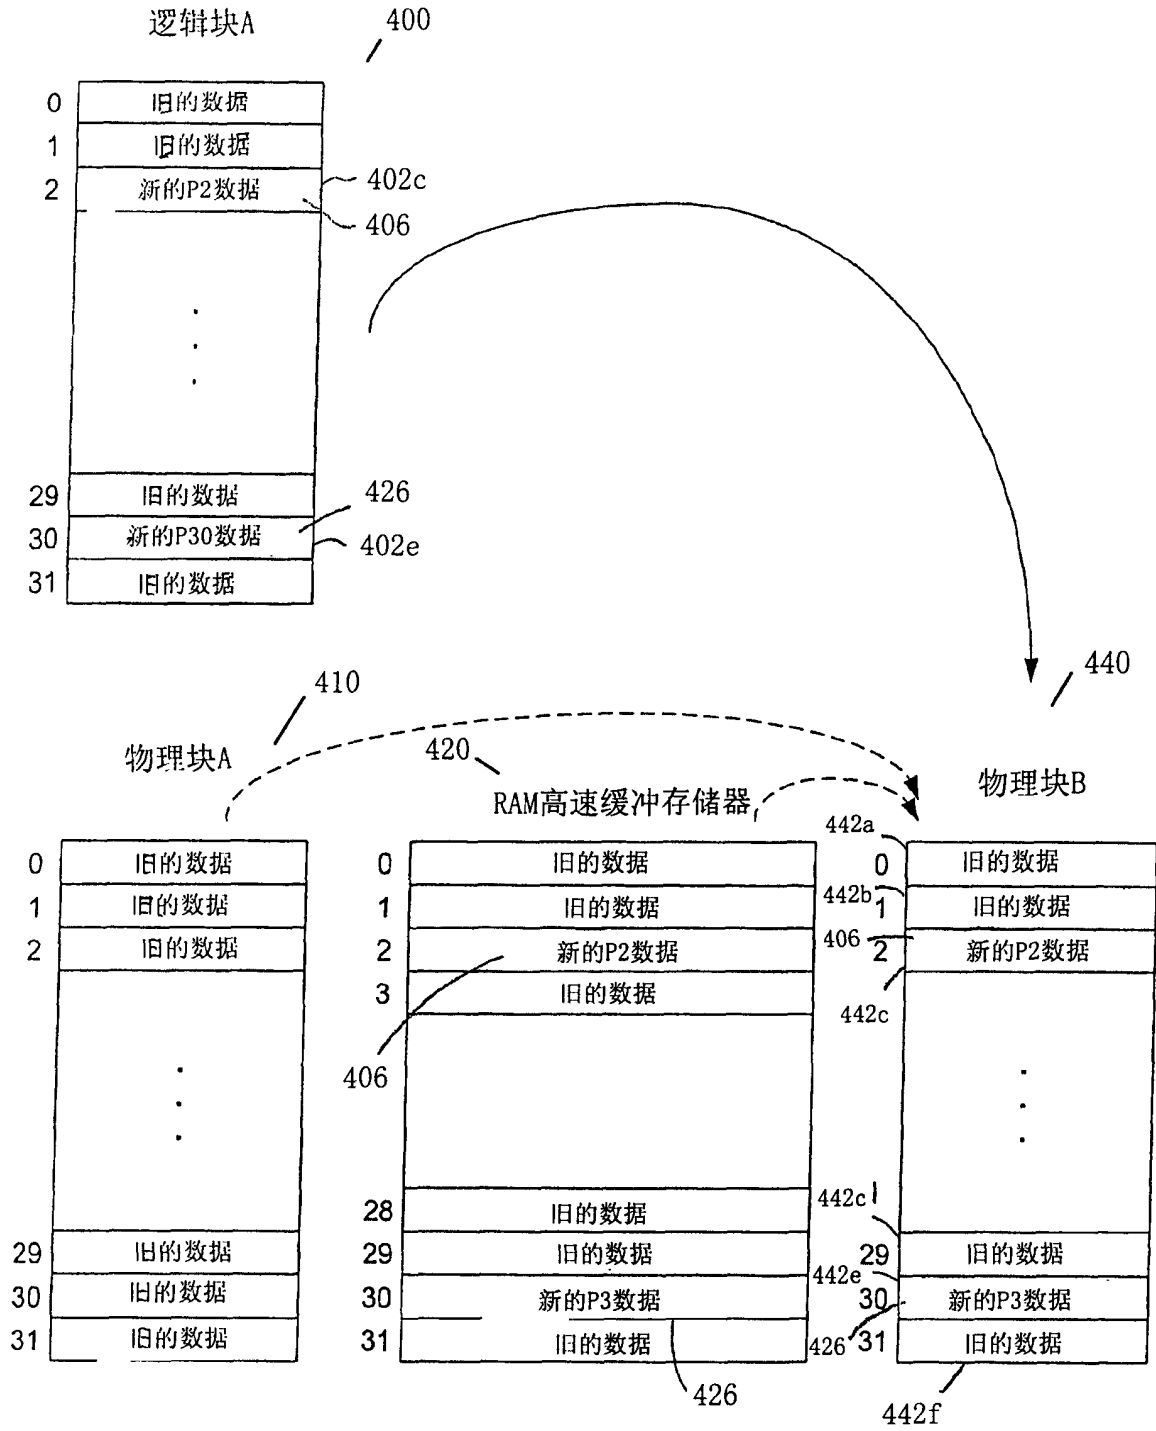 逻辑块A
400
0 旧的数据
1 旧的数据
2 新的P2数据
402c
406
29 旧的数据
426
30 新的P30数据
402e
31 旧的数据
410
440
物理块A
420
RAM高速缓冲存储器
物理块B
0 旧的数据
1 旧的数据
2 旧的数据
29 旧的数据
30 旧的数据
31 旧的数据
0 旧的数据
1 旧的数据
2 新的P2数据
3 旧的数据
406
28 旧的数据
29 旧的数据
30 新的P3数据
31 旧的数据
426
442a
0 旧的数据
442b
1 旧的数据
406
2 新的P2数据
442c
442c
29 旧的数据
442e
30 新的P3数据
426
31 旧的数据
442f